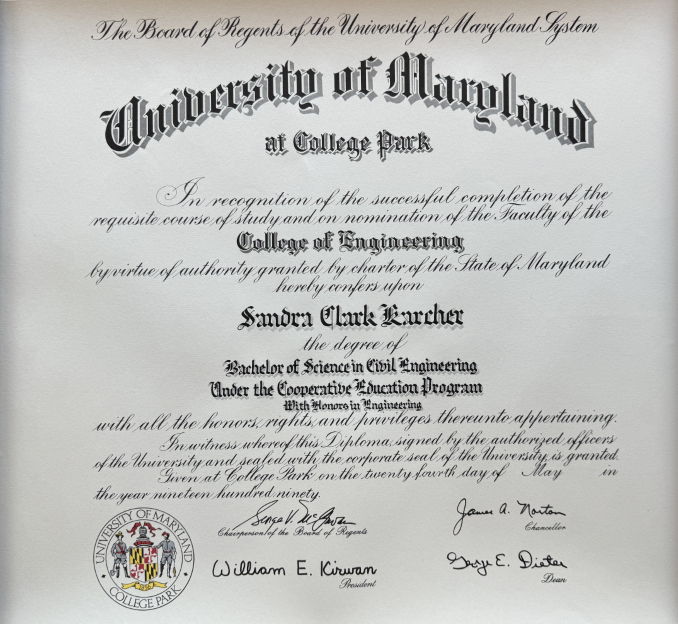 The Board of Regents of the University of Maryland System
University of Maryland
at College Park
In recognition of the successful completion of the
requisite course of study and on nomination of the Faculty of the
College of Engineering
by virtue of authority granted by charter of the State of Maryland
hereby confers upon
Sandra Clark Karcher
the degree of
Bachelor of Science in Civil Engineering
Under the Cooperative Education Program
With Honors in Engineering
with all the honors, rights, and privileges thereunto appertaining.
In witness whereof this Diploma, signed by the authorized officers
of the University and sealed with the corporate seal of the University is granted.
Given at College Park on the twenty fourth day of May in
the year nineteen hundred ninety.
George V. McGowan
Chairperson of the Board of Regents
James A. Norton
Chancellor
UNIVERSITY OF MARYLAND
COLLEGE PARK
William E. Kirwan
President
George E. Dieter
Dean